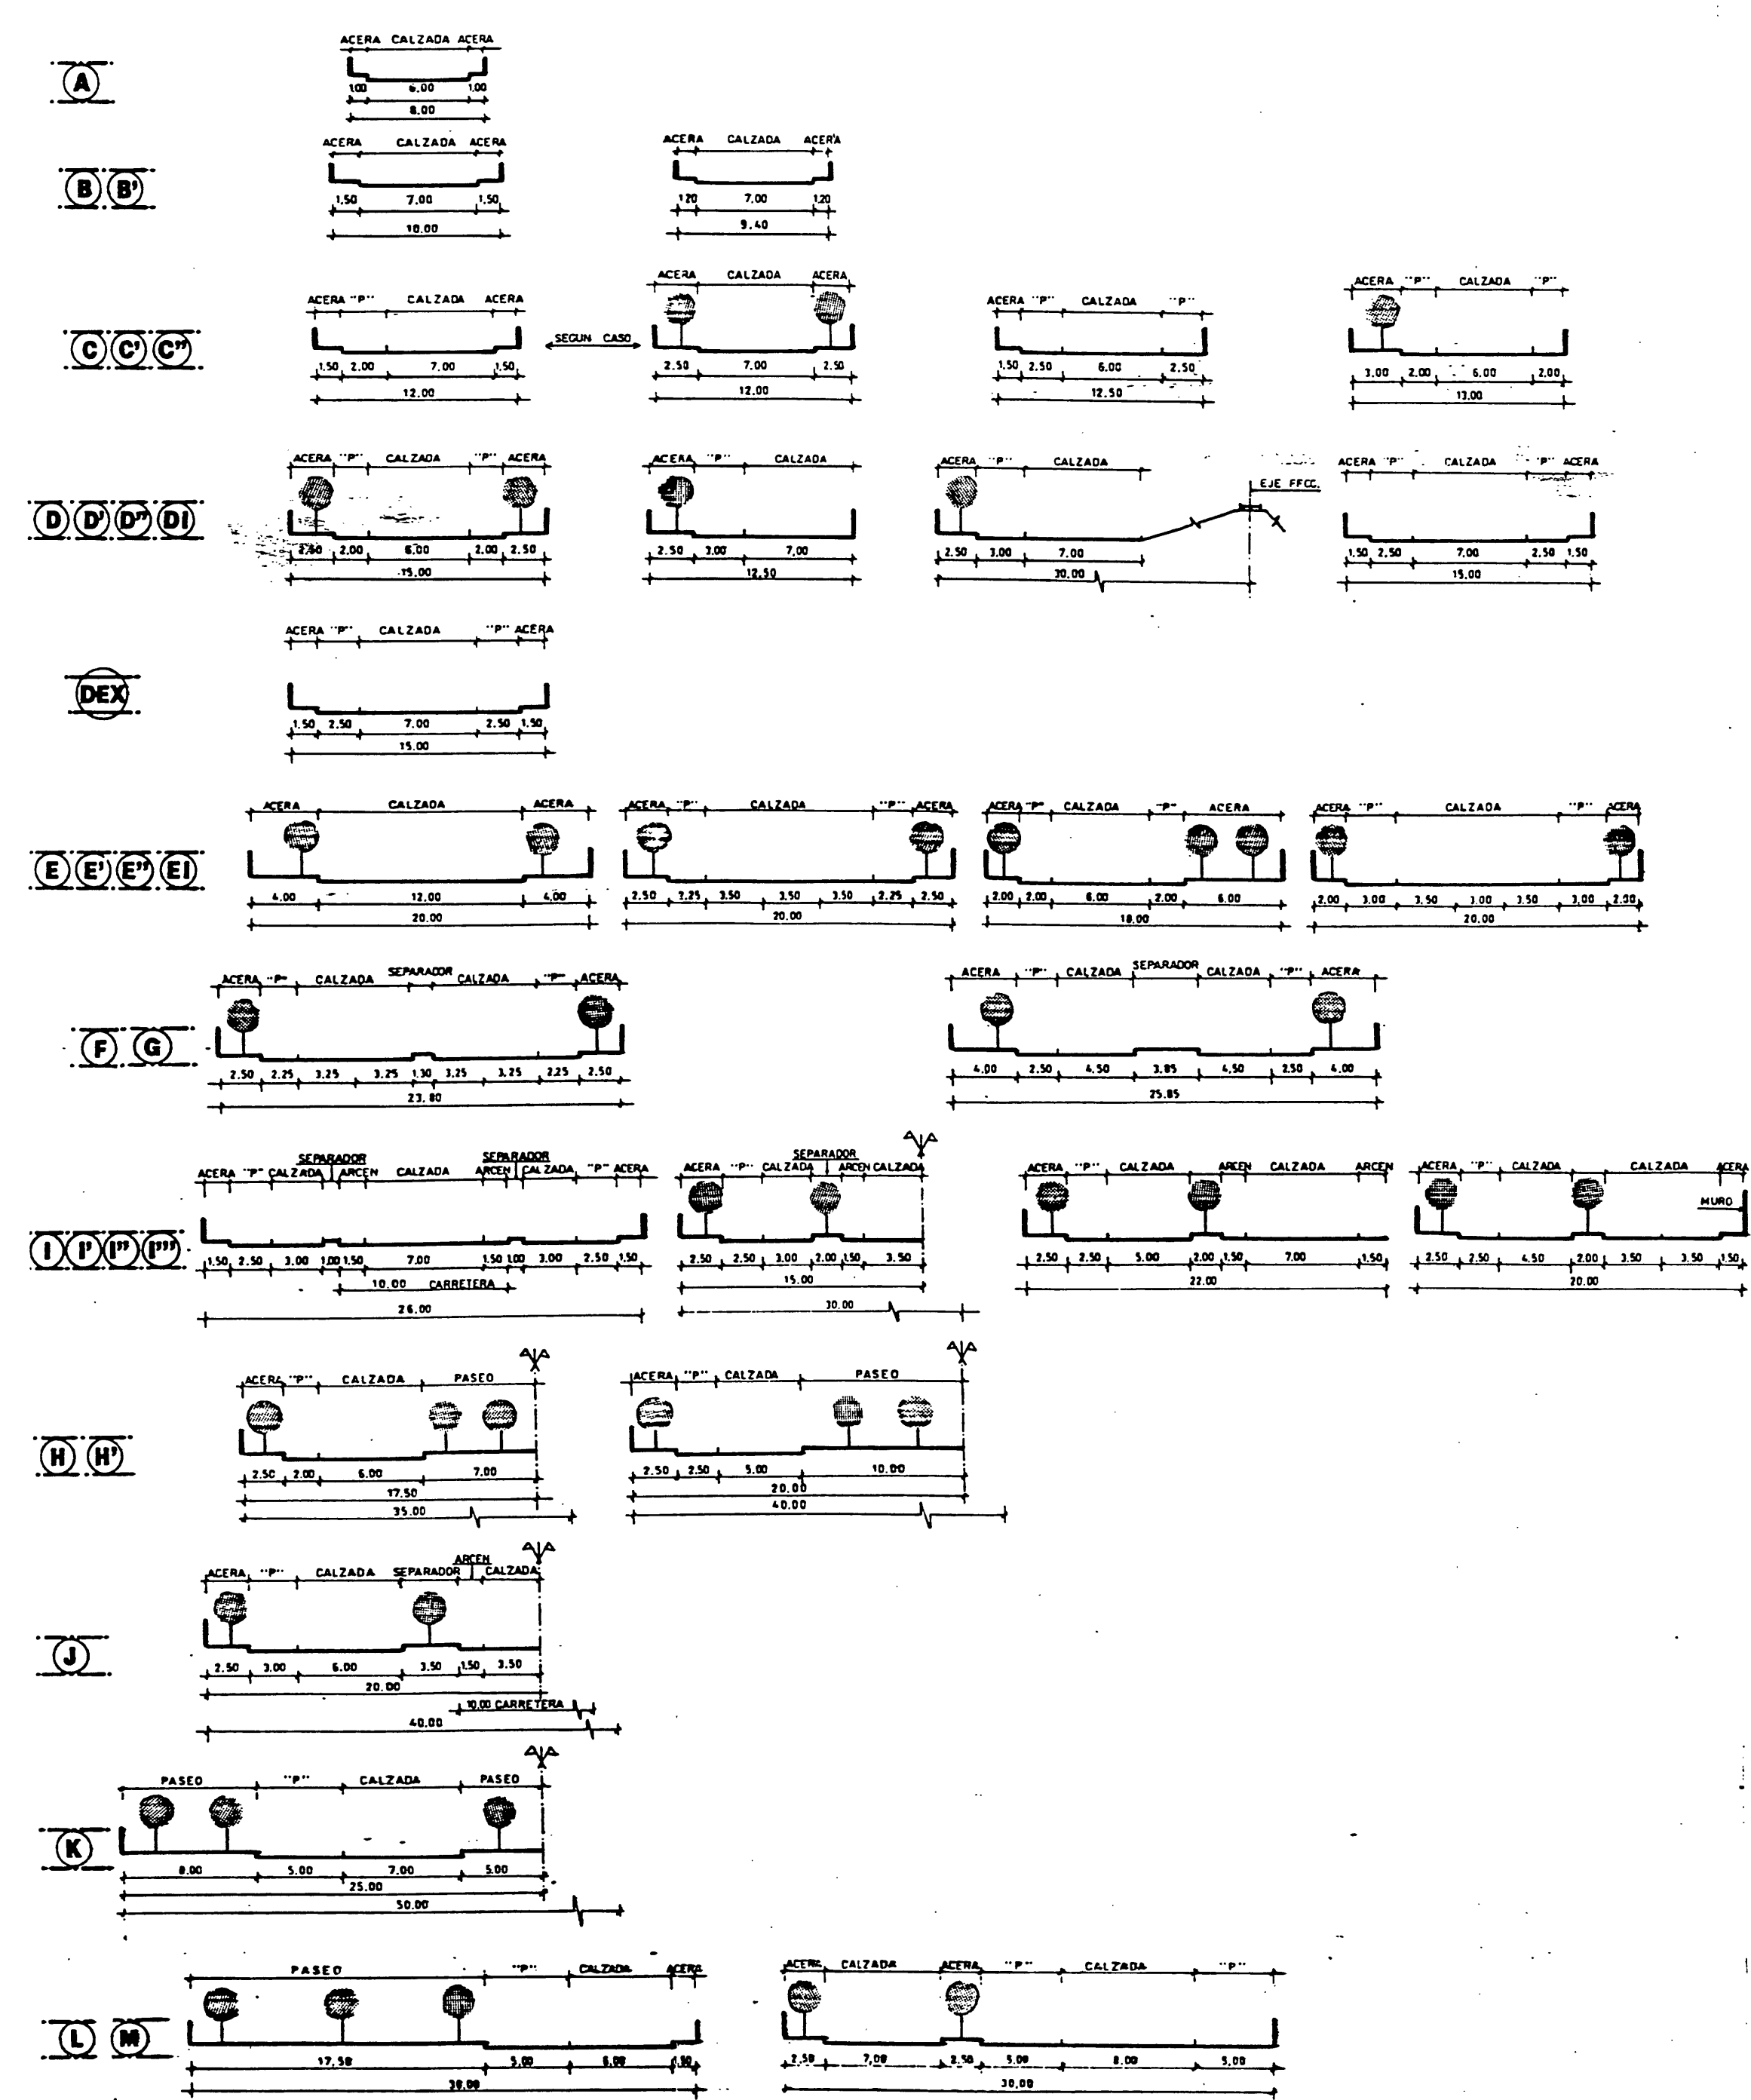 ACERA CALZADA ACERA
A
1.00 6.00 1.00
8.00
ACERA CALZADA ACERA
ACERA CALZADA ACERA
B B'
1,50 7.00 1,50
1.20 7.00 1.20
10.00
9.40
ACERA CALZADA ACERA
ACERA "P" CALZADA "P"
ACERA "P" CALZADA ACERA
ACERA "P" CALZADA "P"
C C' C"
SEGUN CASO
1.50 2.00 7.00 1.50
2.50 7.00 2.50
1.50 2.50 6.00 2.50
3.00 2.00 6.00 2.00
12.00
12.00
12.50
13.00
ACERA "P" CALZADA "P" ACERA
ACERA "P" CALZADA
ACERA "P" CALZADA
ACERA "P" CALZADA "P" ACERA
EJE FFCC.
D D' D" DI
2.50 2.00 6.00 2.00 2.50
2.50 3.00 7.00
2.50 3.00 7.00
1.50 2.50 7.00 2.50 1.50
15.00
12.50
30.00
15.00
ACERA "P" CALZADA "P" ACERA
DEX
1.50 2.50 7.00 2.50 1.50
15.00
ACERA CALZADA ACERA
ACERA "P" CALZADA "P" ACERA
ACERA "P" CALZADA "P" ACERA
ACERA "P" CALZADA "P" ACERA
E E' E" EI
4.00 12.00 4.00
2.50 2.25 3.50 3.50 3.50 2.25 2.50
2.00 2.00 6.00 2.00 6.00
2.00 3.00 3.50 3.00 3.50 3.00 2.00
20.00
20.00
18.00
20.00
ACERA "P" CALZADA SEPARADOR CALZADA "P" ACERA
ACERA "P" CALZADA SEPARADOR CALZADA "P" ACERA
F G
2.50 2.25 3.25 3.25 1.30 3.25 3.25 2.25 2.50
4.00 2.50 4.50 3.85 4.50 2.50 4.00
23.80
25.85
SEPARADOR SEPARADOR
ACERA "P" CALZADA ARCEN CALZADA ARCEN CALZADA "P" ACERA
SEPARADOR
ACERA "P" CALZADA ARCEN CALZADA
ACERA "P" CALZADA ARCEN CALZADA ARCEN
ACERA "P" CALZADA CALZADA ACERA
MURO
I I' I" I"'
1.50 2.50 3.00 1.00 1.50 7.00 1.50 1.00 3.00 2.50 1.50
2.50 2.50 3.00 2.00 1.50 3.50
2.50 2.50 5.00 2.00 1.50 7.00 1.50
2.50 2.50 4.50 2.00 3.50 3.50 1.50
10.00 CARRETERA
15.00
22.00
20.00
26.00
30.00
ACERA "P" CALZADA PASEO
ACERA "P" CALZADA PASEO
H H'
2.50 2.00 6.00 7.00
2.50 2.50 5.00 10.00
17.50
20.00
35.00
40.00
ARCEN
ACERA "P" CALZADA SEPARADOR CALZADA
J
2.50 3.00 6.00 3.50 1.50 3.50
20.00
10.00 CARRETERA
40.00
PASEO "P" CALZADA PASEO
K
8.00 5.00 7.00 5.00
25.00
50.00
PASEO "P" CALZADA ACERA
ACERA CALZADA ACERA "P" CALZADA "P"
L M
17,50 5,00 6,00 1,50
2,50 7,00 2,50 5,00 8,00 5,00
30,00
30,00